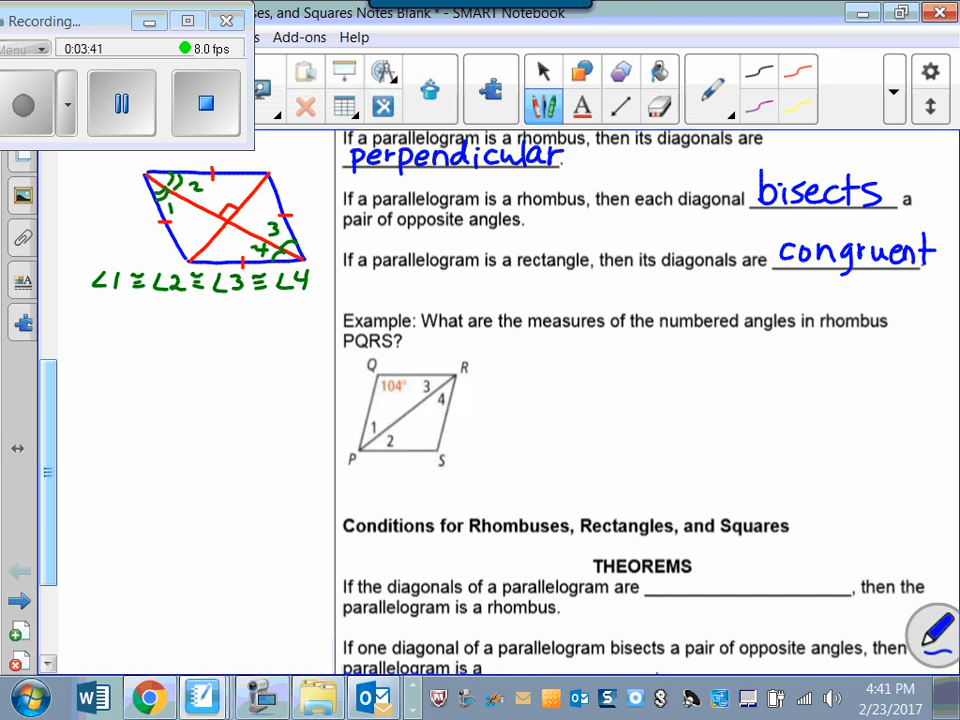 Recording...
ses, and Squares Notes Blank * - SMART Notebook
Menu
0:03:41
8.0 fps
Add-ons Help
If a parallelogram is a rhombus, then its diagonals are
perpendicular.
If a parallelogram is a rhombus, then each diagonal bisects a
pair of opposite angles.
If a parallelogram is a rectangle, then its diagonals are congruent
2
1
3
4
∠1 ≅ ∠2 ≅ ∠3 ≅ ∠4
Example: What are the measures of the numbered angles in rhombus
PQRS?
Q R
104° 3
4
1
2
P S
Conditions for Rhombuses, Rectangles, and Squares
THEOREMS
If the diagonals of a parallelogram are ____________________, then the
parallelogram is a rhombus.
If one diagonal of a parallelogram bisects a pair of opposite angles, then
parallelogram is a
4:41 PM
2/23/2017